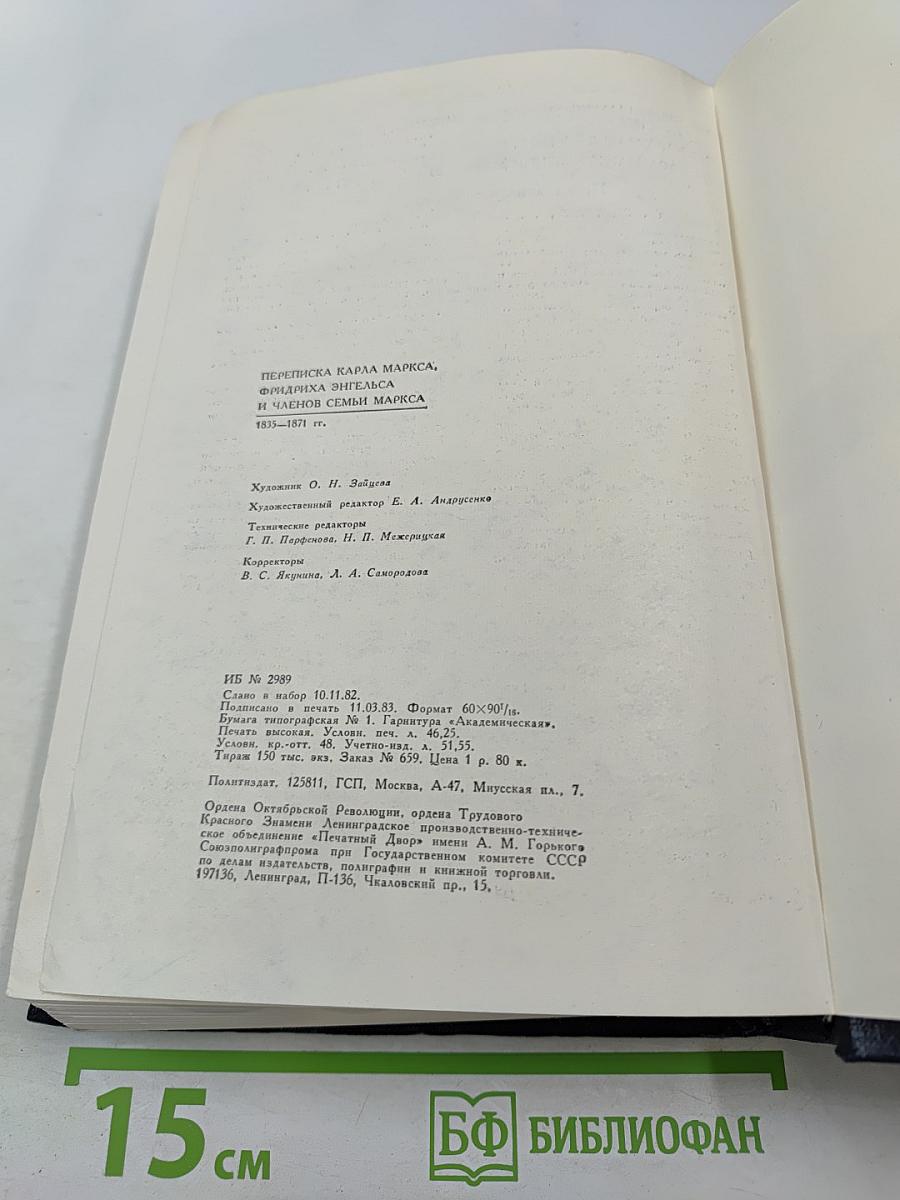 ПЕРЕПИСКА КАРЛА МАРКСА,
ФРИДРИХА ЭНГЕЛЬСА
И ЧЛЕНОВ СЕМЬИ МАРКСА
1835—1871 гг.
Художник О. Н. Зайцева
Художественный редактор Е. А. Андрусенко
Технические редакторы
Г. П. Парфенова, Н. П. Межерицкая
Корректоры
В. С. Якунина, Л. А. Самородова
ИБ № 2989
Сдано в набор 10.11.82.
Подписано в печать 11.03.83. Формат 60×90¹/₁₆.
Бумага типографская № 1. Гарнитура «Академическая».
Печать высокая. Условн. печ. л. 46,25.
Условн. кр.-отт. 48. Учетно-изд. л. 51,55.
Тираж 150 тыс. экз. Заказ № 659. Цена 1 р. 80 к.
Политиздат, 125811, ГСП, Москва, А-47, Миусская пл., 7.
Ордена Октябрьской Революции, ордена Трудового
Красного Знамени Ленинградское производственно-техниче-
ское объединение «Печатный Двор» имени А. М. Горького
Союзполиграфпрома при Государственном комитете СССР
по делам издательств, полиграфии и книжной торговли.
197136, Ленинград, П-136, Чкаловский пр., 15.
15 см
БФ БИБЛИОФАН